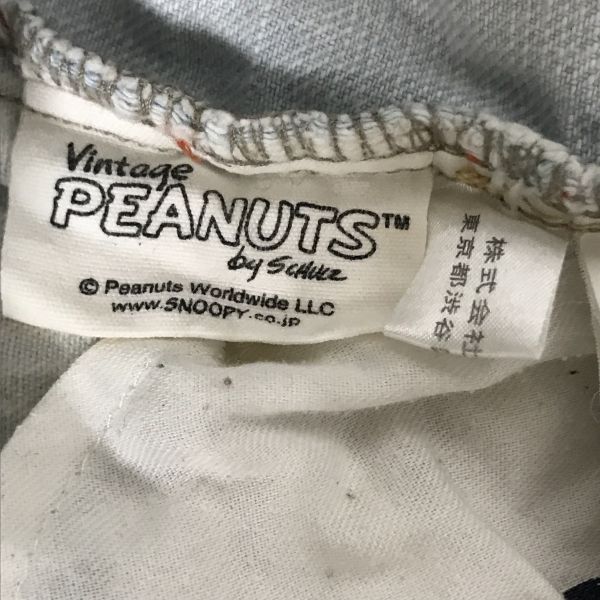 Vintage
PEANUTS™
by SCHULZ
© Peanuts Worldwide LLC
www.SNOOPY.co.jp
株式会社
東京都渋谷